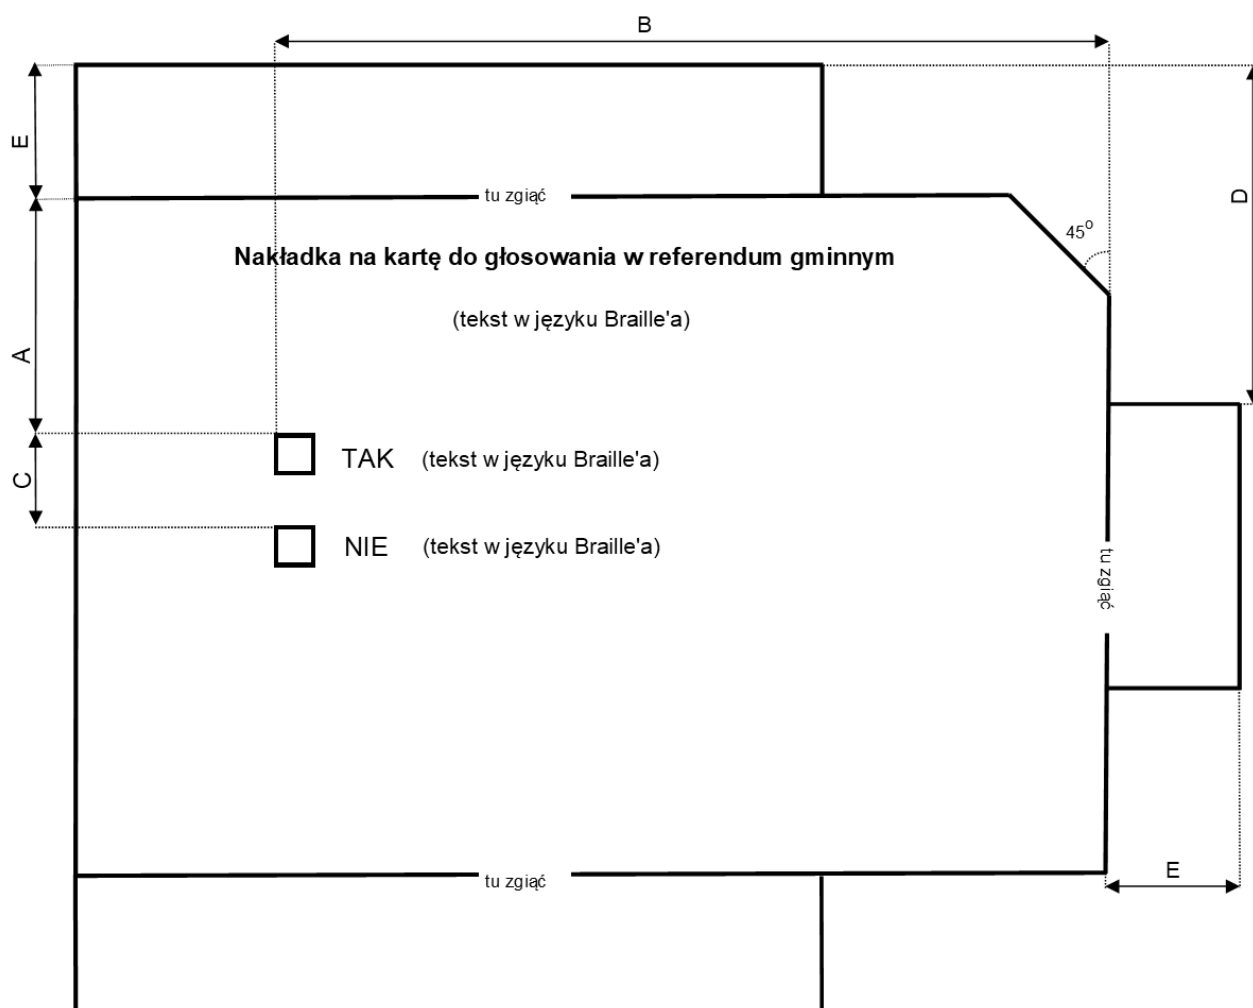 B
E
tu zgiąć
D
45°
Nakładka na kartę do głosowania w referendum gminnym
(tekst w języku Braille'a)
A
TAK (tekst w języku Braille'a)
C
NIE (tekst w języku Braille'a)
tu zgiąć
E
tu zgiąć